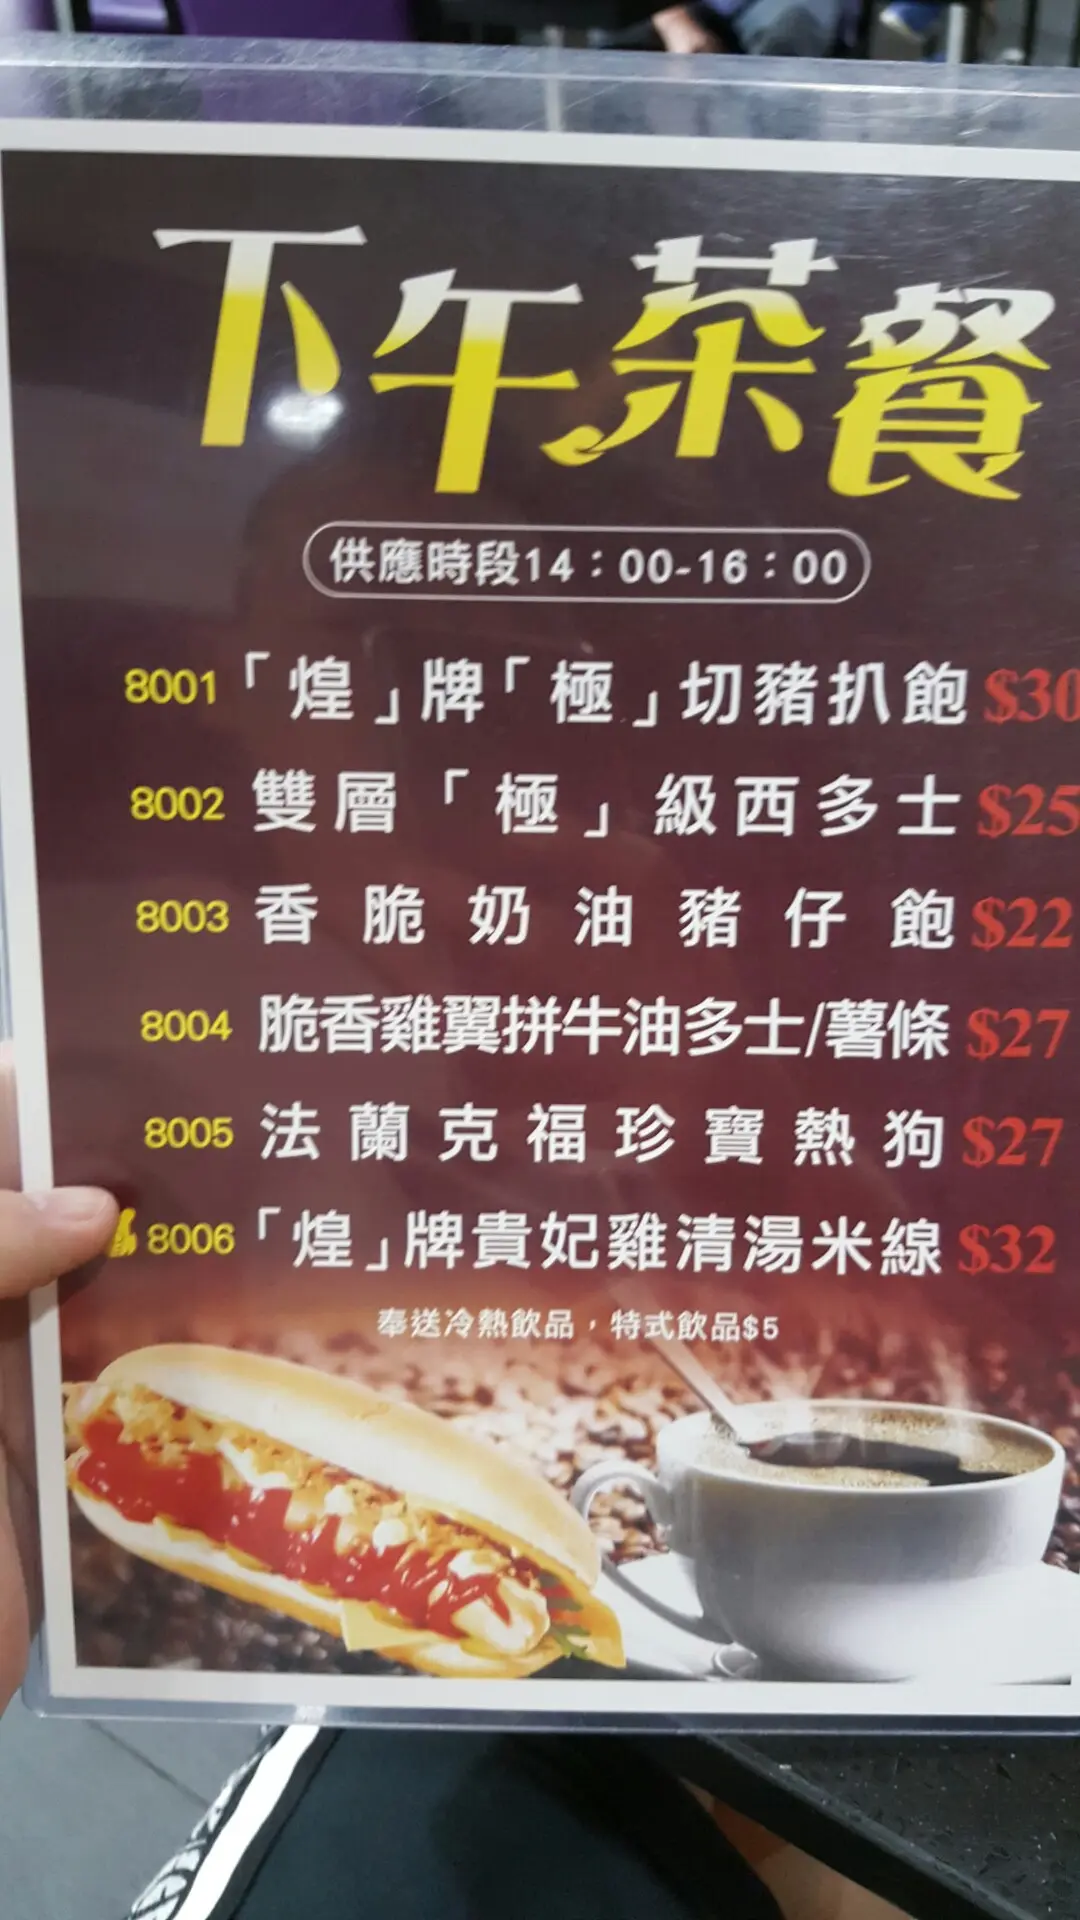 下午茶餐
供應時段14：00-16：00
8001「煌」牌「極」切豬扒飽 $30
8002 雙層「極」級西多士 $25
8003 香脆奶油豬仔飽 $22
8004 脆香雞翼拼牛油多士/薯條 $27
8005 法蘭克福珍寶熱狗 $27
8006「煌」牌貴妃雞清湯米線 $32
奉送冷熱飲品，特式飲品$5